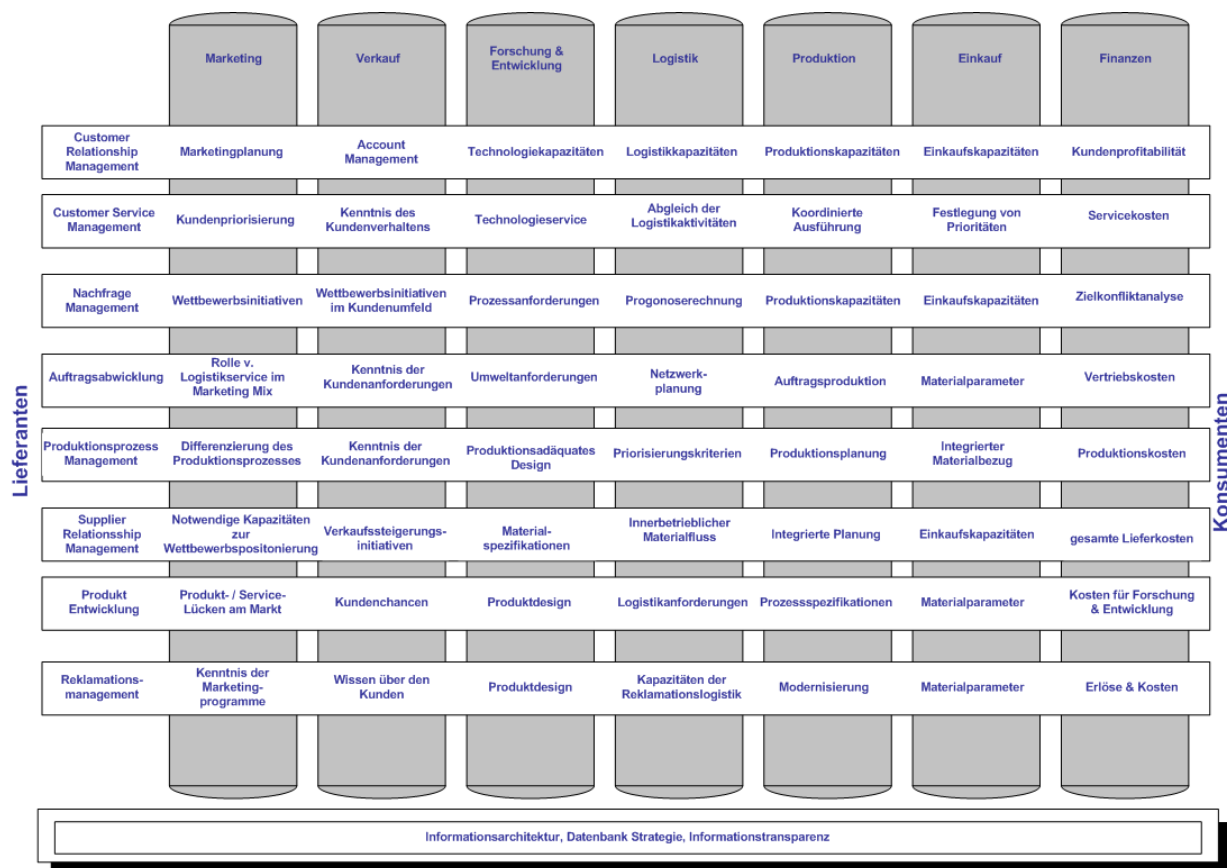 Marketing
Verkauf
Forschung &
Entwicklung
Logistik
Produktion
Einkauf
Finanzen
Customer
Relationship
Management
Marketingplanung
Account
Management
Technologiekapazitäten
Logistikkapazitäten
Produktionskapazitäten
Einkaufskapazitäten
Kundenprofitabilität
Customer Service
Management
Kundenpriorisierung
Kenntnis des
Kundenverhaltens
Technologieservice
Abgleich der
Logistikaktivitäten
Koordinierte
Ausführung
Festlegung von
Prioritäten
Servicekosten
Nachfrage
Management
Wettbewerbsinitiativen
Wettbewerbsinitiativen
im Kundenumfeld
Prozessanforderungen
Progonoserechnung
Produktionskapazitäten
Einkaufskapazitäten
Zielkonfliktanalyse
Auftragsabwicklung
Rolle v.
Logistikservice im
Marketing Mix
Kenntnis der
Kundenanforderungen
Umweltanforderungen
Netzwerk-
planung
Auftragsproduktion
Materialparameter
Vertriebskosten
Produktionsprozess
Management
Differenzierung des
Produktionsprozesses
Kenntnis der
Kundenanforderungen
Produktionsadäquates
Design
Priorisierungskriterien
Produktionsplanung
Integrierter
Materialbezug
Produktionskosten
Supplier
Relationsship
Management
Notwendige Kapazitäten
zur
Wettbewerbspositonierung
Verkaufssteigerungs-
initiativen
Material-
spezifikationen
Innerbetrieblicher
Materialfluss
Integrierte Planung
Einkaufskapazitäten
gesamte Lieferkosten
Produkt
Entwicklung
Produkt- / Service-
Lücken am Markt
Kundenchancen
Produktdesign
Logistikanforderungen
Prozessspezifikationen
Materialparameter
Kosten für Forschung
& Entwicklung
Reklamations-
management
Kenntnis der
Marketing-
programme
Wissen über den
Kunden
Produktdesign
Kapazitäten der
Reklamationslogistik
Modernisierung
Materialparameter
Erlöse & Kosten
Lieferanten
Konsumenten
Informationsarchitektur, Datenbank Strategie, Informationstransparenz